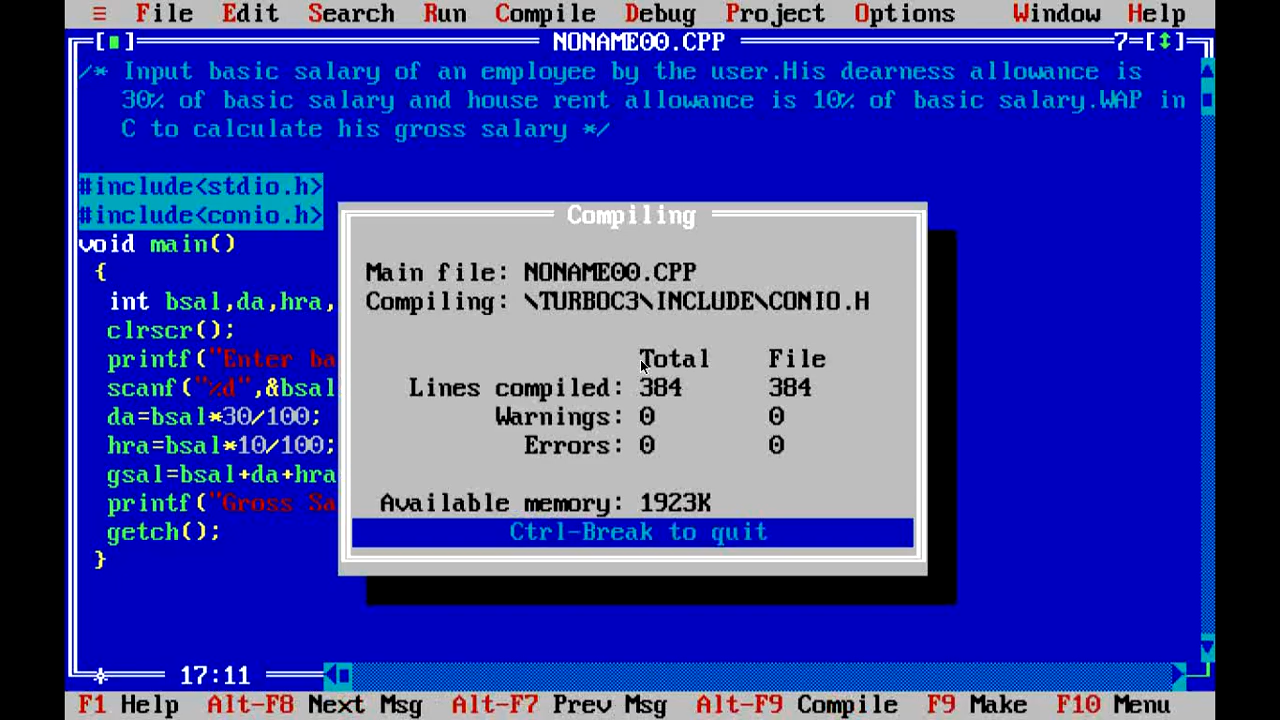 ≡ File Edit Search Run Compile Debug Project Options Window Help
[■] NONAME00.CPP 7=[↕]
/* Input basic salary of an employee by the user.His dearness allowance is
30% of basic salary and house rent allowance is 10% of basic salary.WAP in
C to calculate his gross salary */
#include<stdio.h>
#include<conio.h>
void main()
{
int bsal,da,hra,
clrscr();
printf("Enter ba
scanf("%d",&bsal
da=bsal*30/100;
hra=bsal*10/100;
gsal=bsal+da+hra
printf("Gross Sa
getch();
}
Compiling
Main file: NONAME00.CPP
Compiling: \TURBOC3\INCLUDE\CONIO.H
Total File
Lines compiled: 384 384
Warnings: 0 0
Errors: 0 0
Available memory: 1923K
Ctrl-Break to quit
* 17:11
F1 Help Alt-F8 Next Msg Alt-F7 Prev Msg Alt-F9 Compile F9 Make F10 Menu